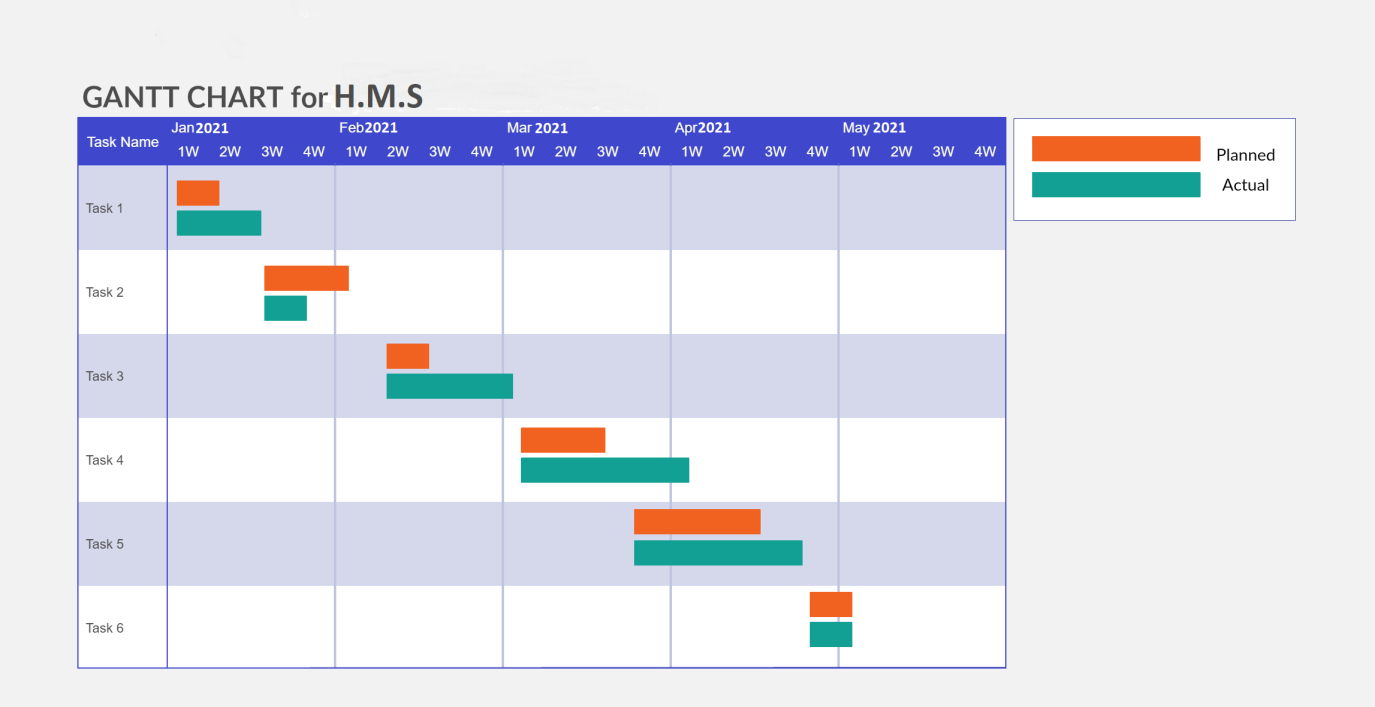 GANTT CHART for H.M.S
Task Name
Jan2021 Feb2021 Mar 2021 Apr2021 May 2021
1W 2W 3W 4W 1W 2W 3W 4W 1W 2W 3W 4W 1W 2W 3W 4W 1W 2W 3W 4W
Planned
Actual
Task 1
Task 2
Task 3
Task 4
Task 5
Task 6